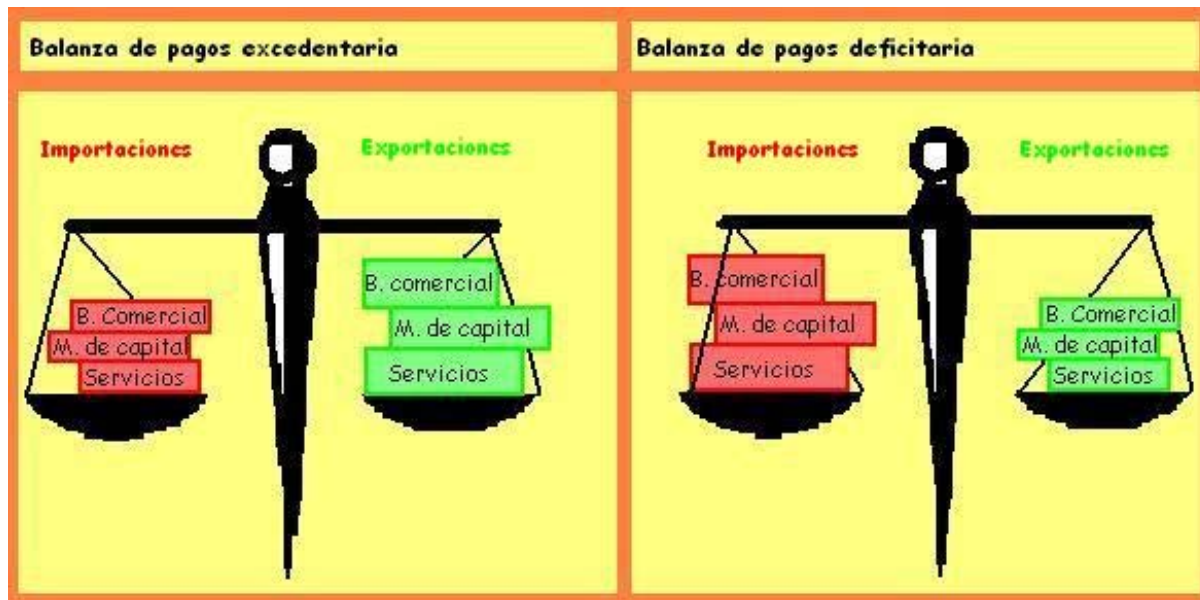 Balanza de pagos excedentaria
Importaciones
Exportaciones
B. Comercial
M. de capital
Servicios
B. comercial
M. de capital
Servicios
Balanza de pagos deficitaria
Importaciones
Exportaciones
B. comercial
M. de capital
Servicios
B. Comercial
M. de capital
Servicios